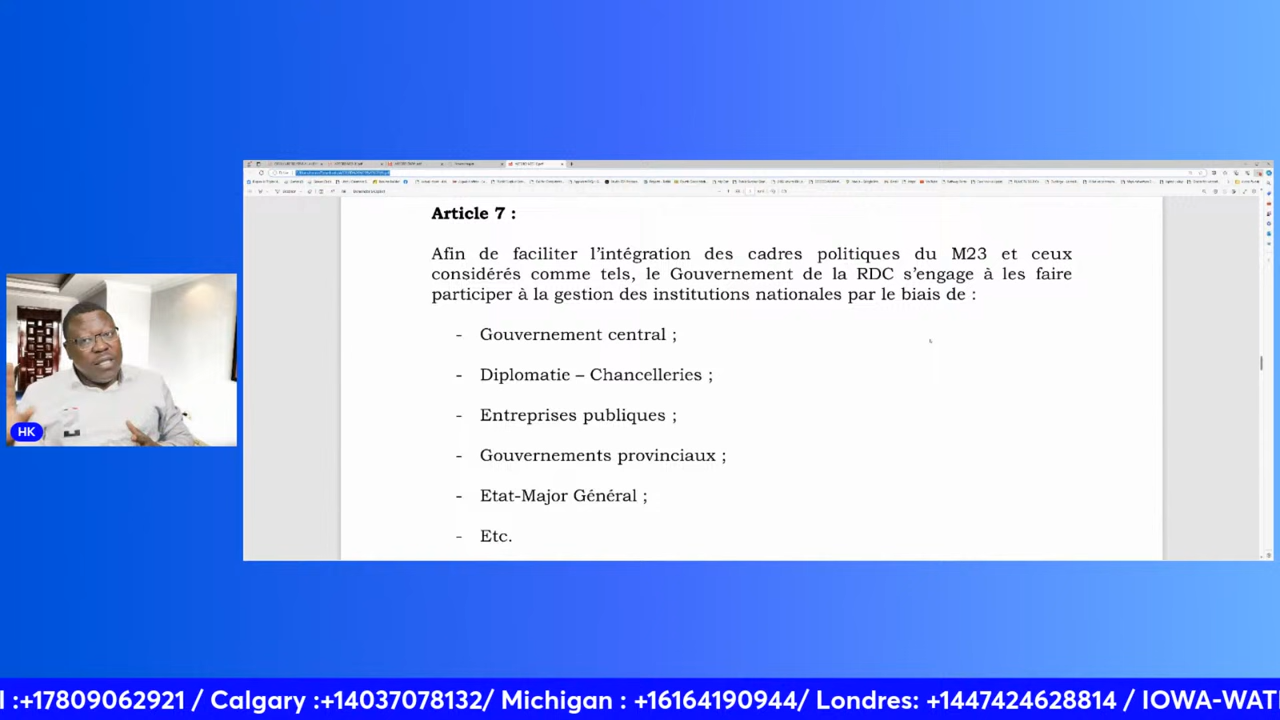 Article 7 :
Afin de faciliter l'intégration des cadres politiques du M23 et ceux
considérés comme tels, le Gouvernement de la RDC s'engage à les faire
participer à la gestion des institutions nationales par le biais de :
- Gouvernement central ;
- Diplomatie – Chancelleries ;
- Entreprises publiques ;
- Gouvernements provinciaux ;
- Etat-Major Général ;
- Etc.
HK
:+17809062921 / Calgary :+14037078132/ Michigan : +16164190944/ Londres: +1447424628814 / IOWA-WAT